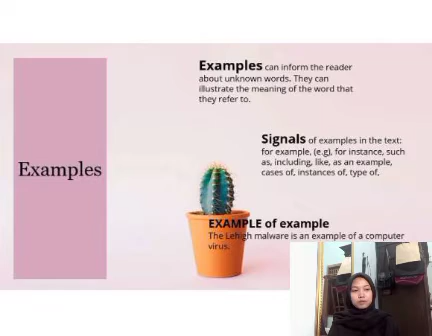 Examples
Examples can inform the reader
about unknown words. They can
illustrate the meaning of the word that
they refer to.
Signals of examples in the text:
for example, (e.g), for instance, such
as, including, like, as an example,
cases of, instances of, type of,
EXAMPLE of example
The Lehigh malware is an example of a computer
virus.